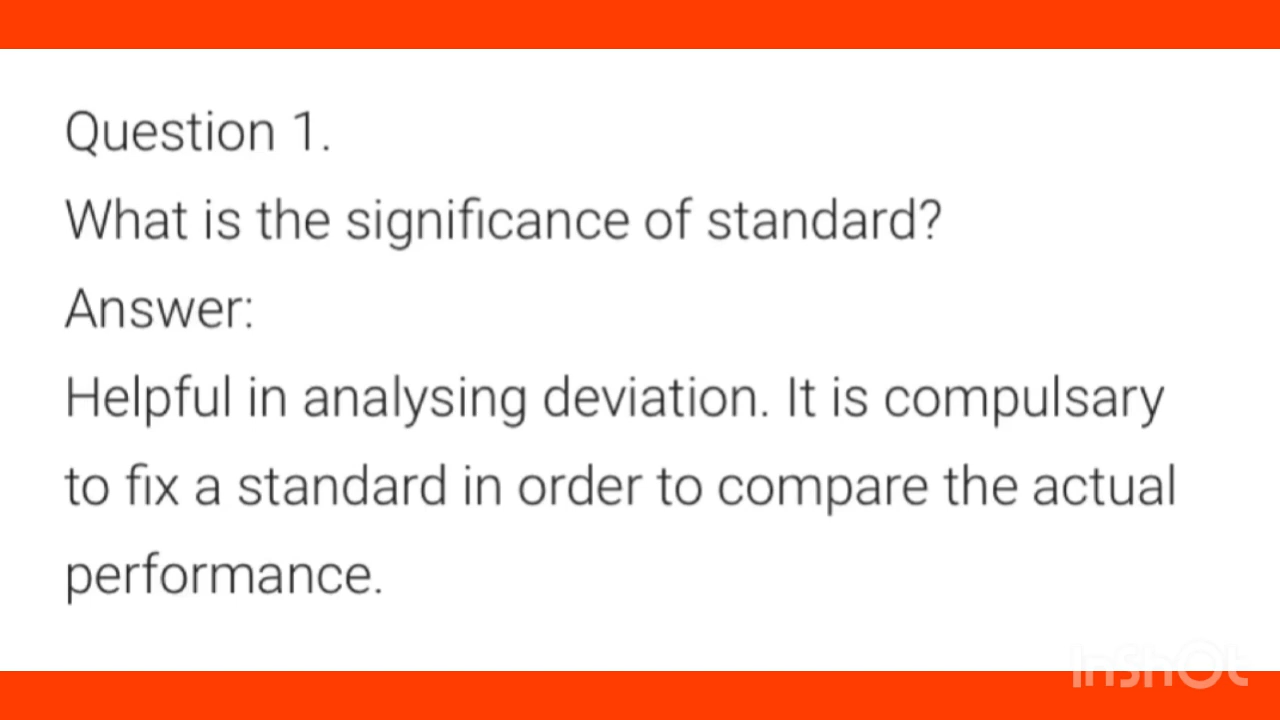 Question 1.
What is the significance of standard?
Answer:
Helpful in analysing deviation. It is compulsary
to fix a standard in order to compare the actual
performance.
InShOt